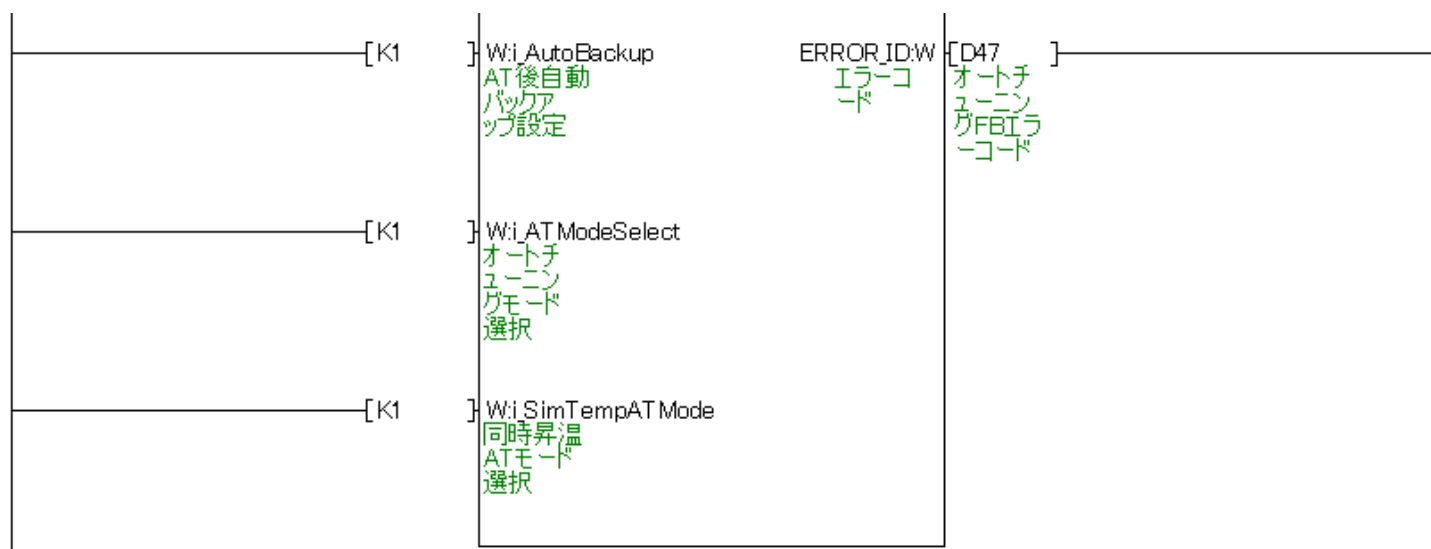 [K1 ] W:i_AutoBackup ERROR_ID:W [D47 ]
AT後自動 エラーコ オートチ
バックア ード ューニン
ップ設定 グFBエラ
ーコード
[K1 ] W:i_ATModeSelect
オートチ
ューニン
グモード
選択
[K1 ] W:i_SimTempATMode
同時昇温
ATモード
選択